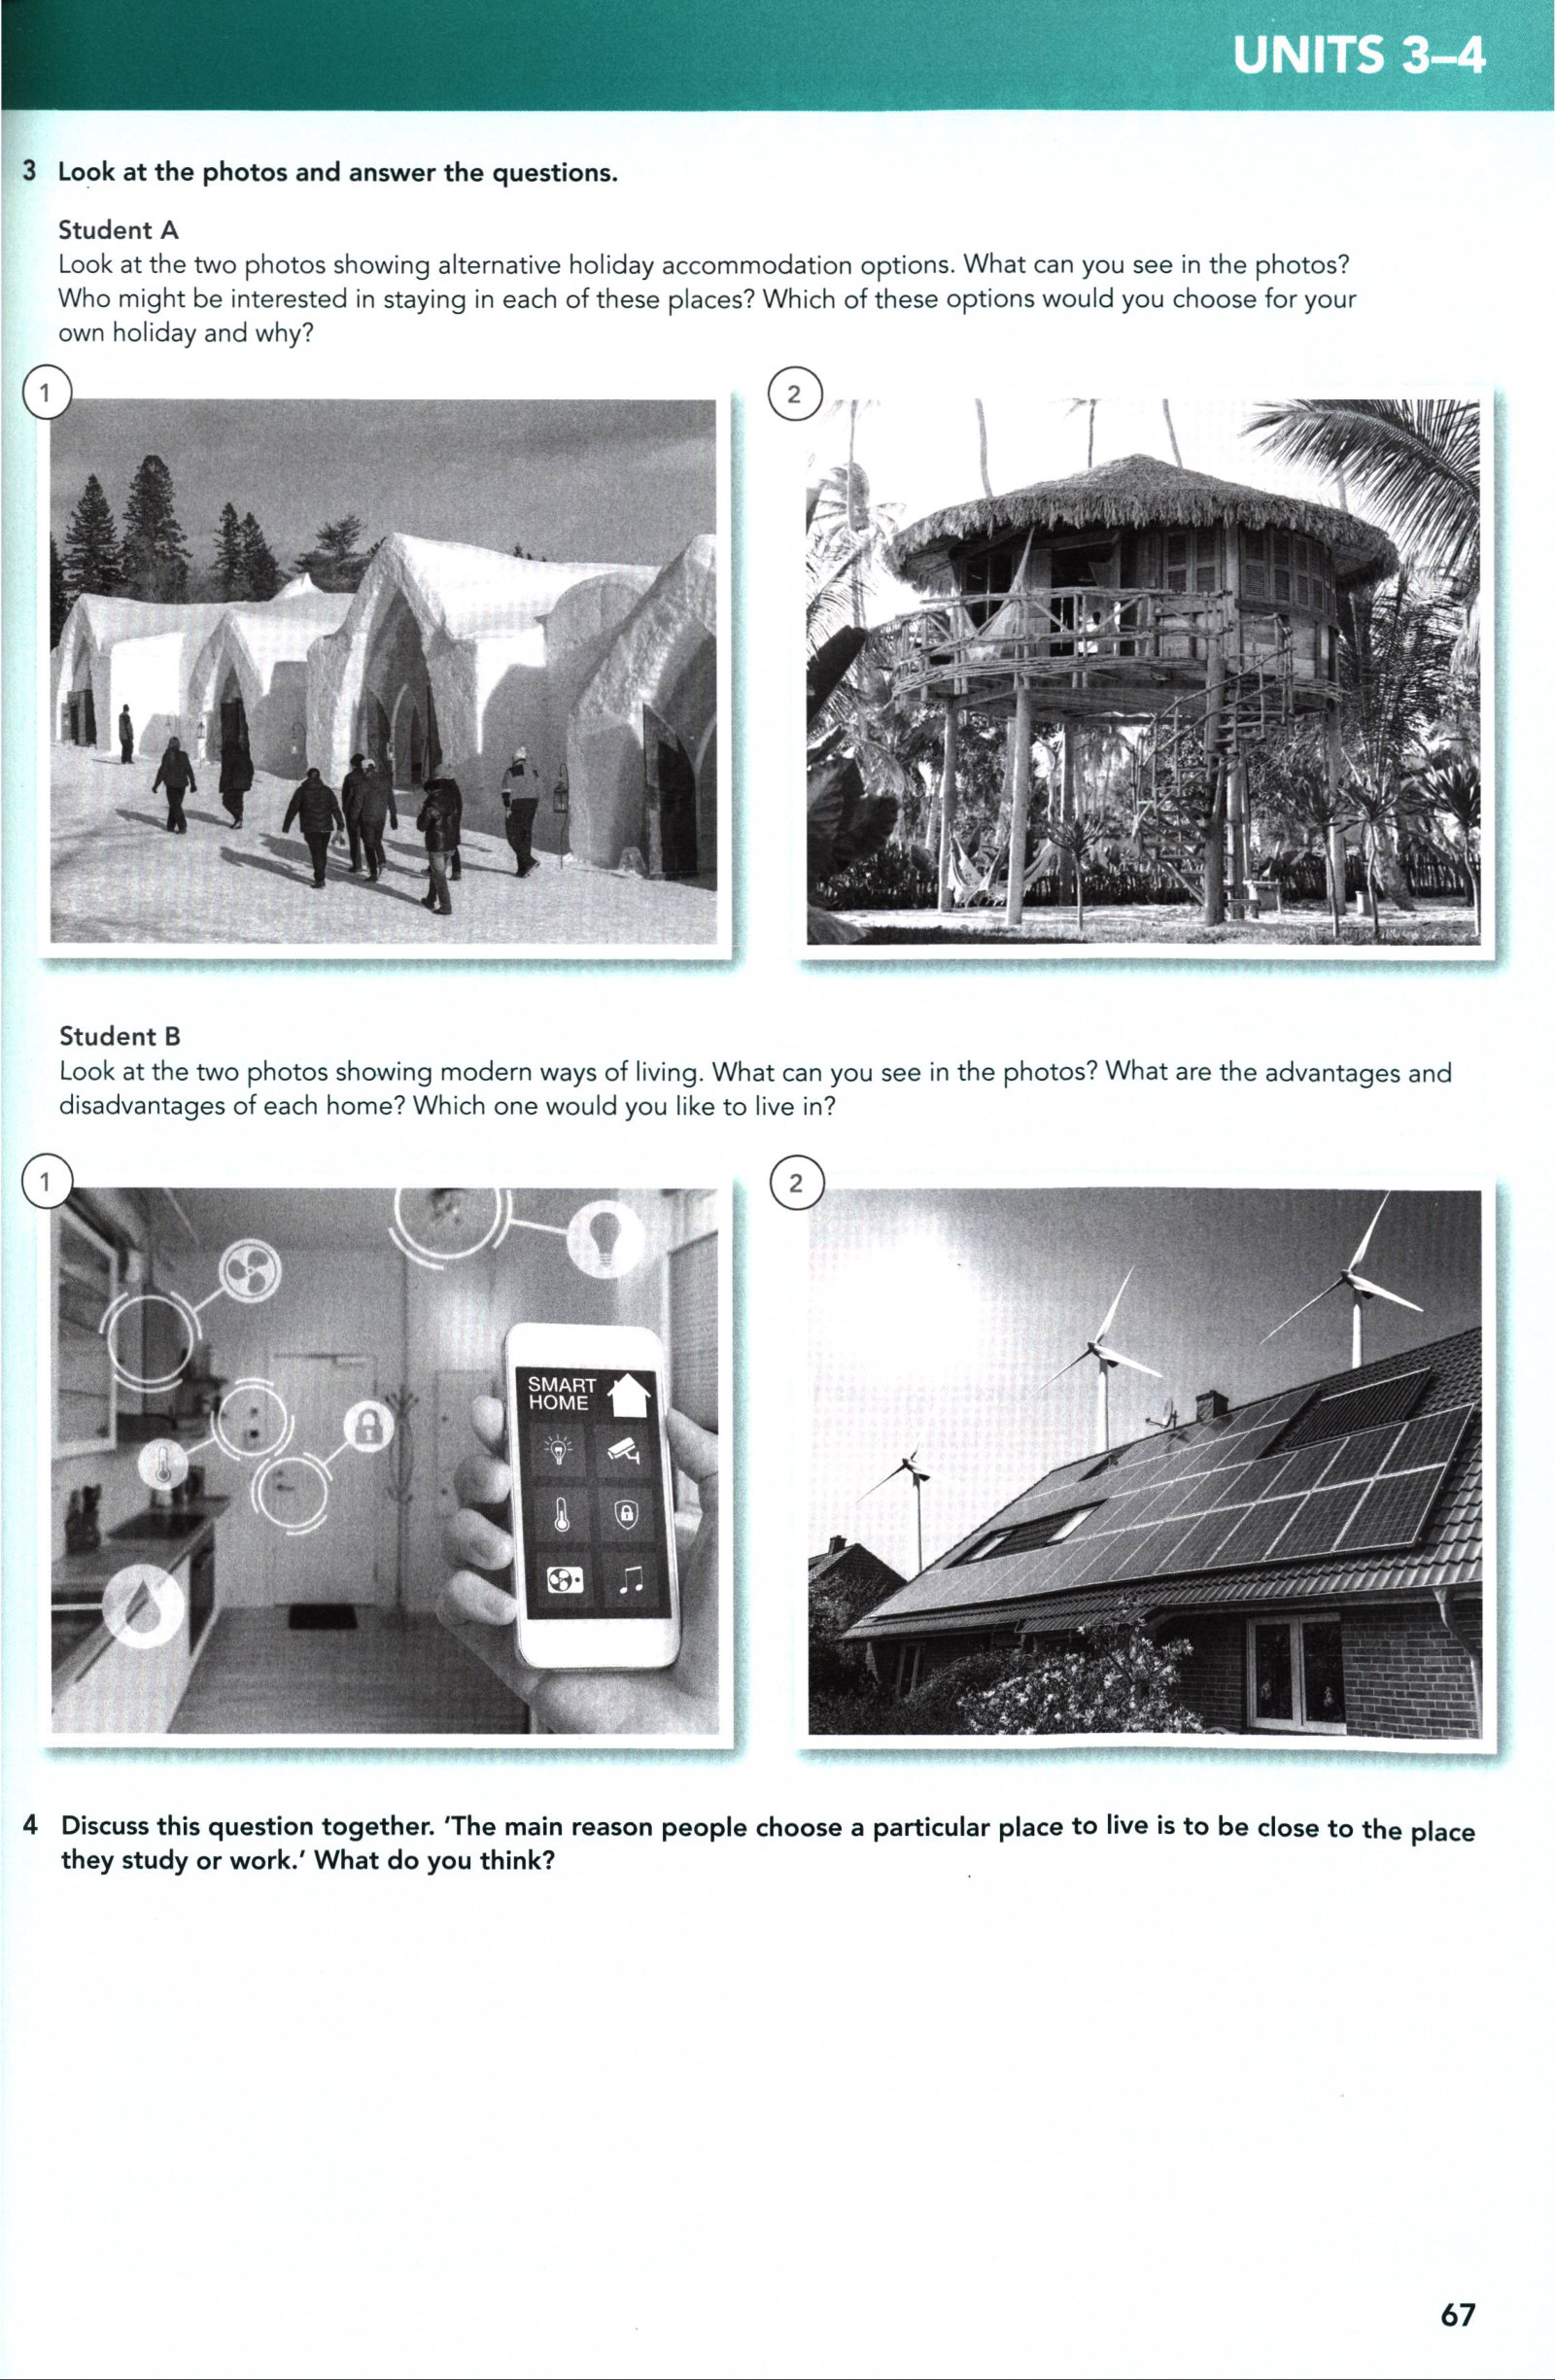 UNITS 3–4
3 Look at the photos and answer the questions.
Student A
Look at the two photos showing alternative holiday accommodation options. What can you see in the photos?
Who might be interested in staying in each of these places? Which of these options would you choose for your
own holiday and why?
1
2
Student B
Look at the two photos showing modern ways of living. What can you see in the photos? What are the advantages and
disadvantages of each home? Which one would you like to live in?
1
2
SMART
HOME
4 Discuss this question together. ‘The main reason people choose a particular place to live is to be close to the place
they study or work.’ What do you think?
67